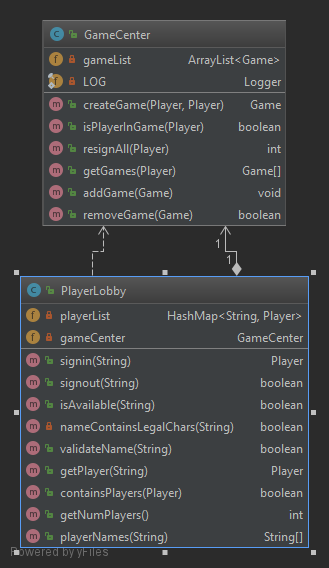 GameCenter
gameList ArrayList<Game>
LOG Logger
createGame(Player, Player) Game
isPlayerInGame(Player) boolean
resignAll(Player) int
getGames(Player) Game[]
addGame(Game) void
removeGame(Game) boolean
1
1
PlayerLobby
playerList HashMap<String, Player>
gameCenter GameCenter
signin(String) Player
signout(String) boolean
isAvailable(String) boolean
nameContainsLegalChars(String) boolean
validateName(String) boolean
getPlayer(String) Player
containsPlayers(Player) boolean
getNumPlayers() int
playerNames(String) String[]
Powered by yFiles